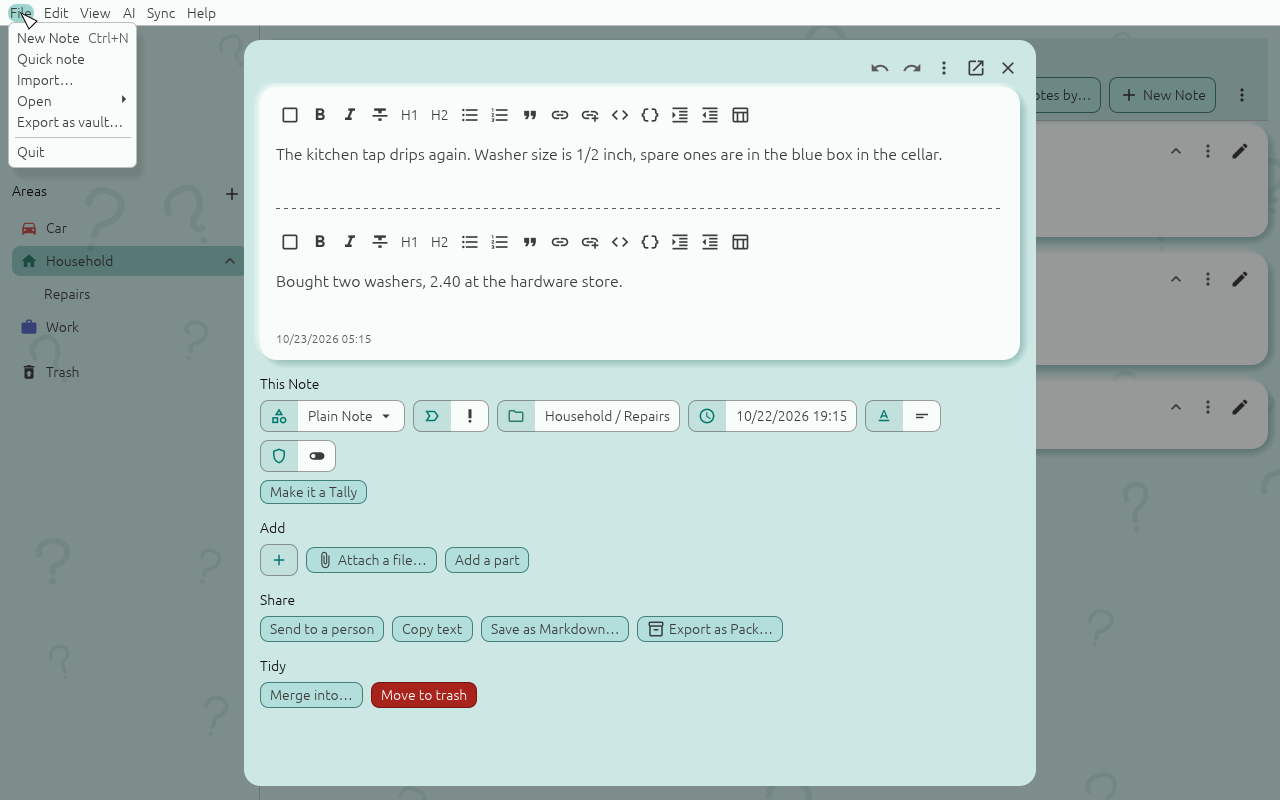 File Edit View AI Sync Help
New Note Ctrl+N
Quick note
Import…
Open
Export as vault…
Quit
Areas
Car
Household
Repairs
Work
Trash
otes by…
New Note
B I S H1 H2
The kitchen tap drips again. Washer size is 1/2 inch, spare ones are in the blue box in the cellar.
B I S H1 H2
Bought two washers, 2.40 at the hardware store.
10/23/2026 05:15
This Note
Plain Note
Household / Repairs
10/22/2026 19:15
Make it a Tally
Add
Attach a file…
Add a part
Share
Send to a person
Copy text
Save as Markdown…
Export as Pack…
Tidy
Merge into…
Move to trash